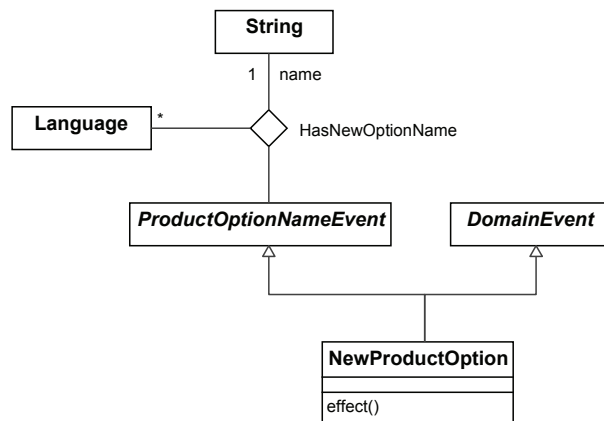 String
1 name
Language
*
HasNewOptionName
ProductOptionNameEvent
DomainEvent
NewProductOption
effect()